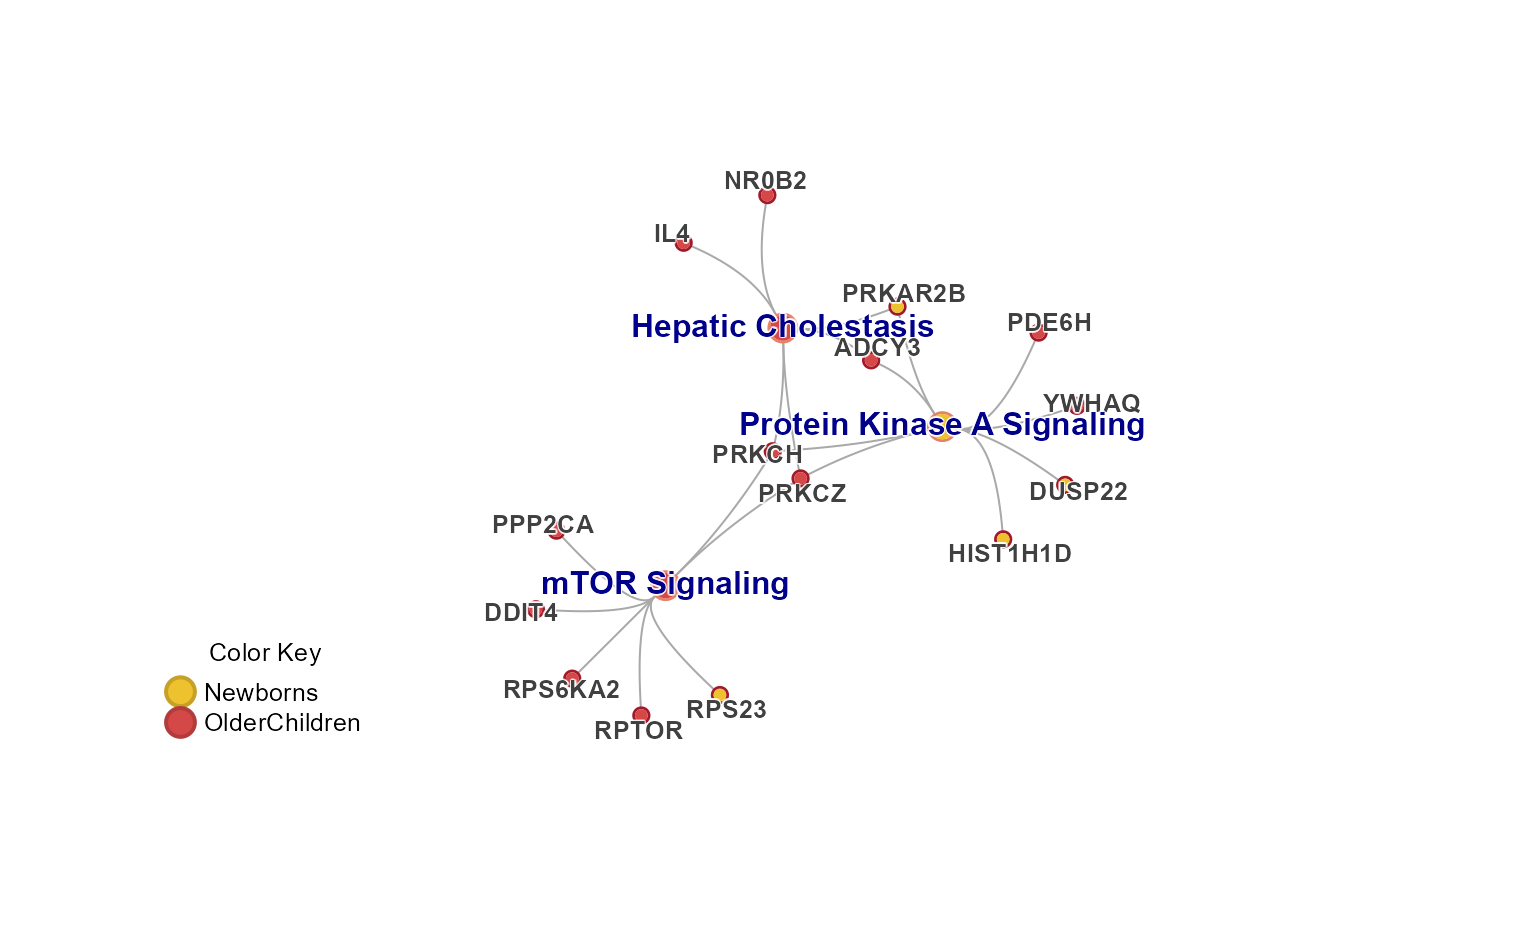 NR0B2
IL4
PRKAR2B
PDE6H
Hepatic Cholestasis
ADCY3
YWHAQ
Protein Kinase A Signaling
PRKCH
PRKCZ
DUSP22
PPP2CA
HIST1H1D
mTOR Signaling
DDIT4
Color Key
RPS6KA2
Newborns
RPS23
OlderChildren
RPTOR